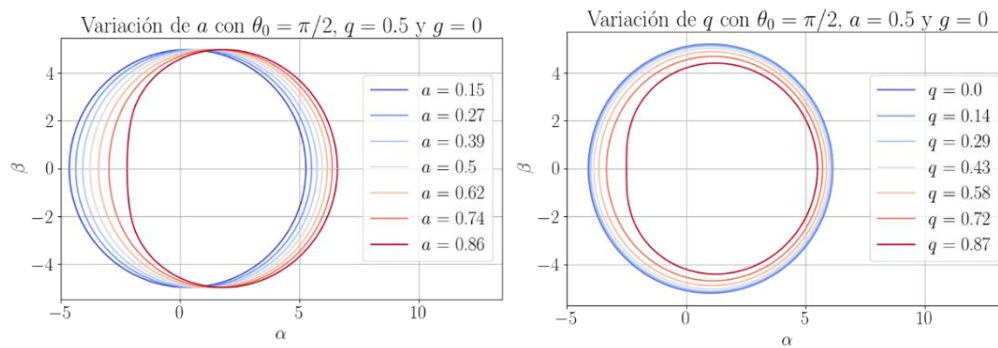 Variación de a con θ₀ = π/2, q = 0.5 y g = 0
4
2
0
−2
−4
β
−5
0
5
10
α
a = 0.15
a = 0.27
a = 0.39
a = 0.5
a = 0.62
a = 0.74
a = 0.86
Variación de q con θ₀ = π/2, a = 0.5 y g = 0
4
2
0
−2
−4
β
−5
0
5
10
α
q = 0.0
q = 0.14
q = 0.29
q = 0.43
q = 0.58
q = 0.72
q = 0.87